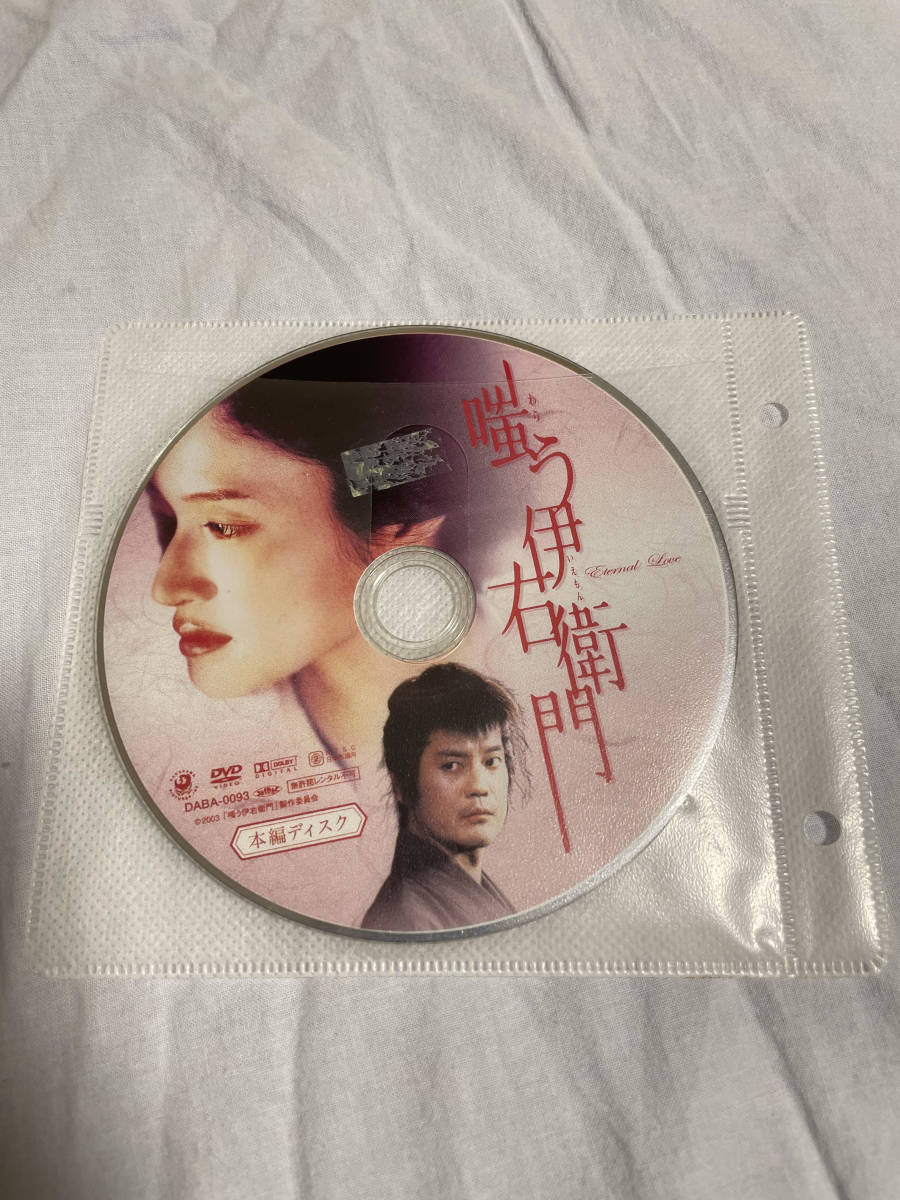 嗤う
わら
伊右衛門
いえもん
Eternal Love
DVD
VIDEO
DOLBY
DIGITAL
DABA-0093
無許諾レンタル不可
©2003「嗤う伊右衛門」製作委員会
本編ディスク